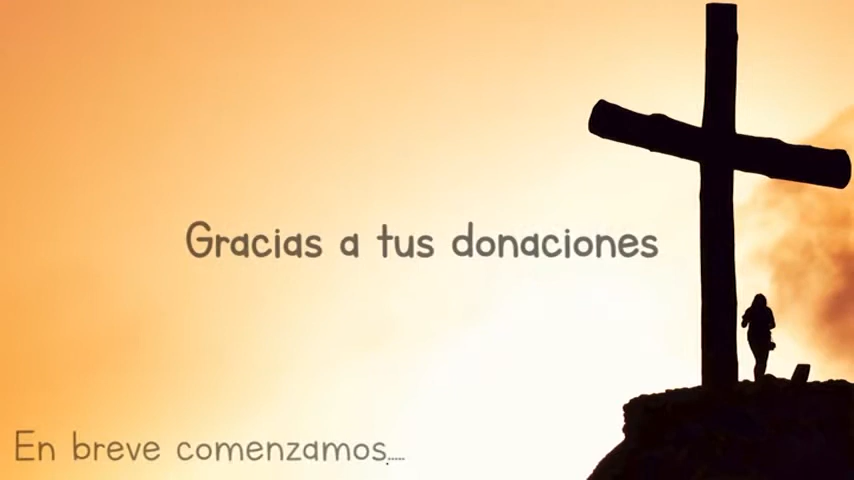 Gracias a tus donaciones
En breve comenzamos.....